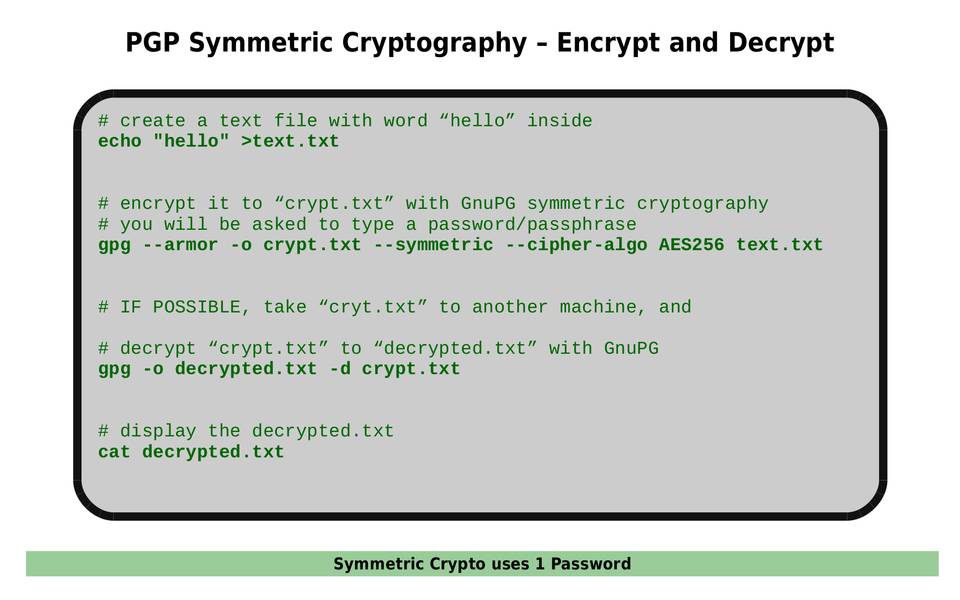 PGP Symmetric Cryptography – Encrypt and Decrypt
# create a text file with word “hello” inside
echo "hello" >text.txt
# encrypt it to “crypt.txt” with GnuPG symmetric cryptography
# you will be asked to type a password/passphrase
gpg --armor -o crypt.txt --symmetric --cipher-algo AES256 text.txt
# IF POSSIBLE, take “cryt.txt” to another machine, and
# decrypt “crypt.txt” to “decrypted.txt” with GnuPG
gpg -o decrypted.txt -d crypt.txt
# display the decrypted.txt
cat decrypted.txt
Symmetric Crypto uses 1 Password